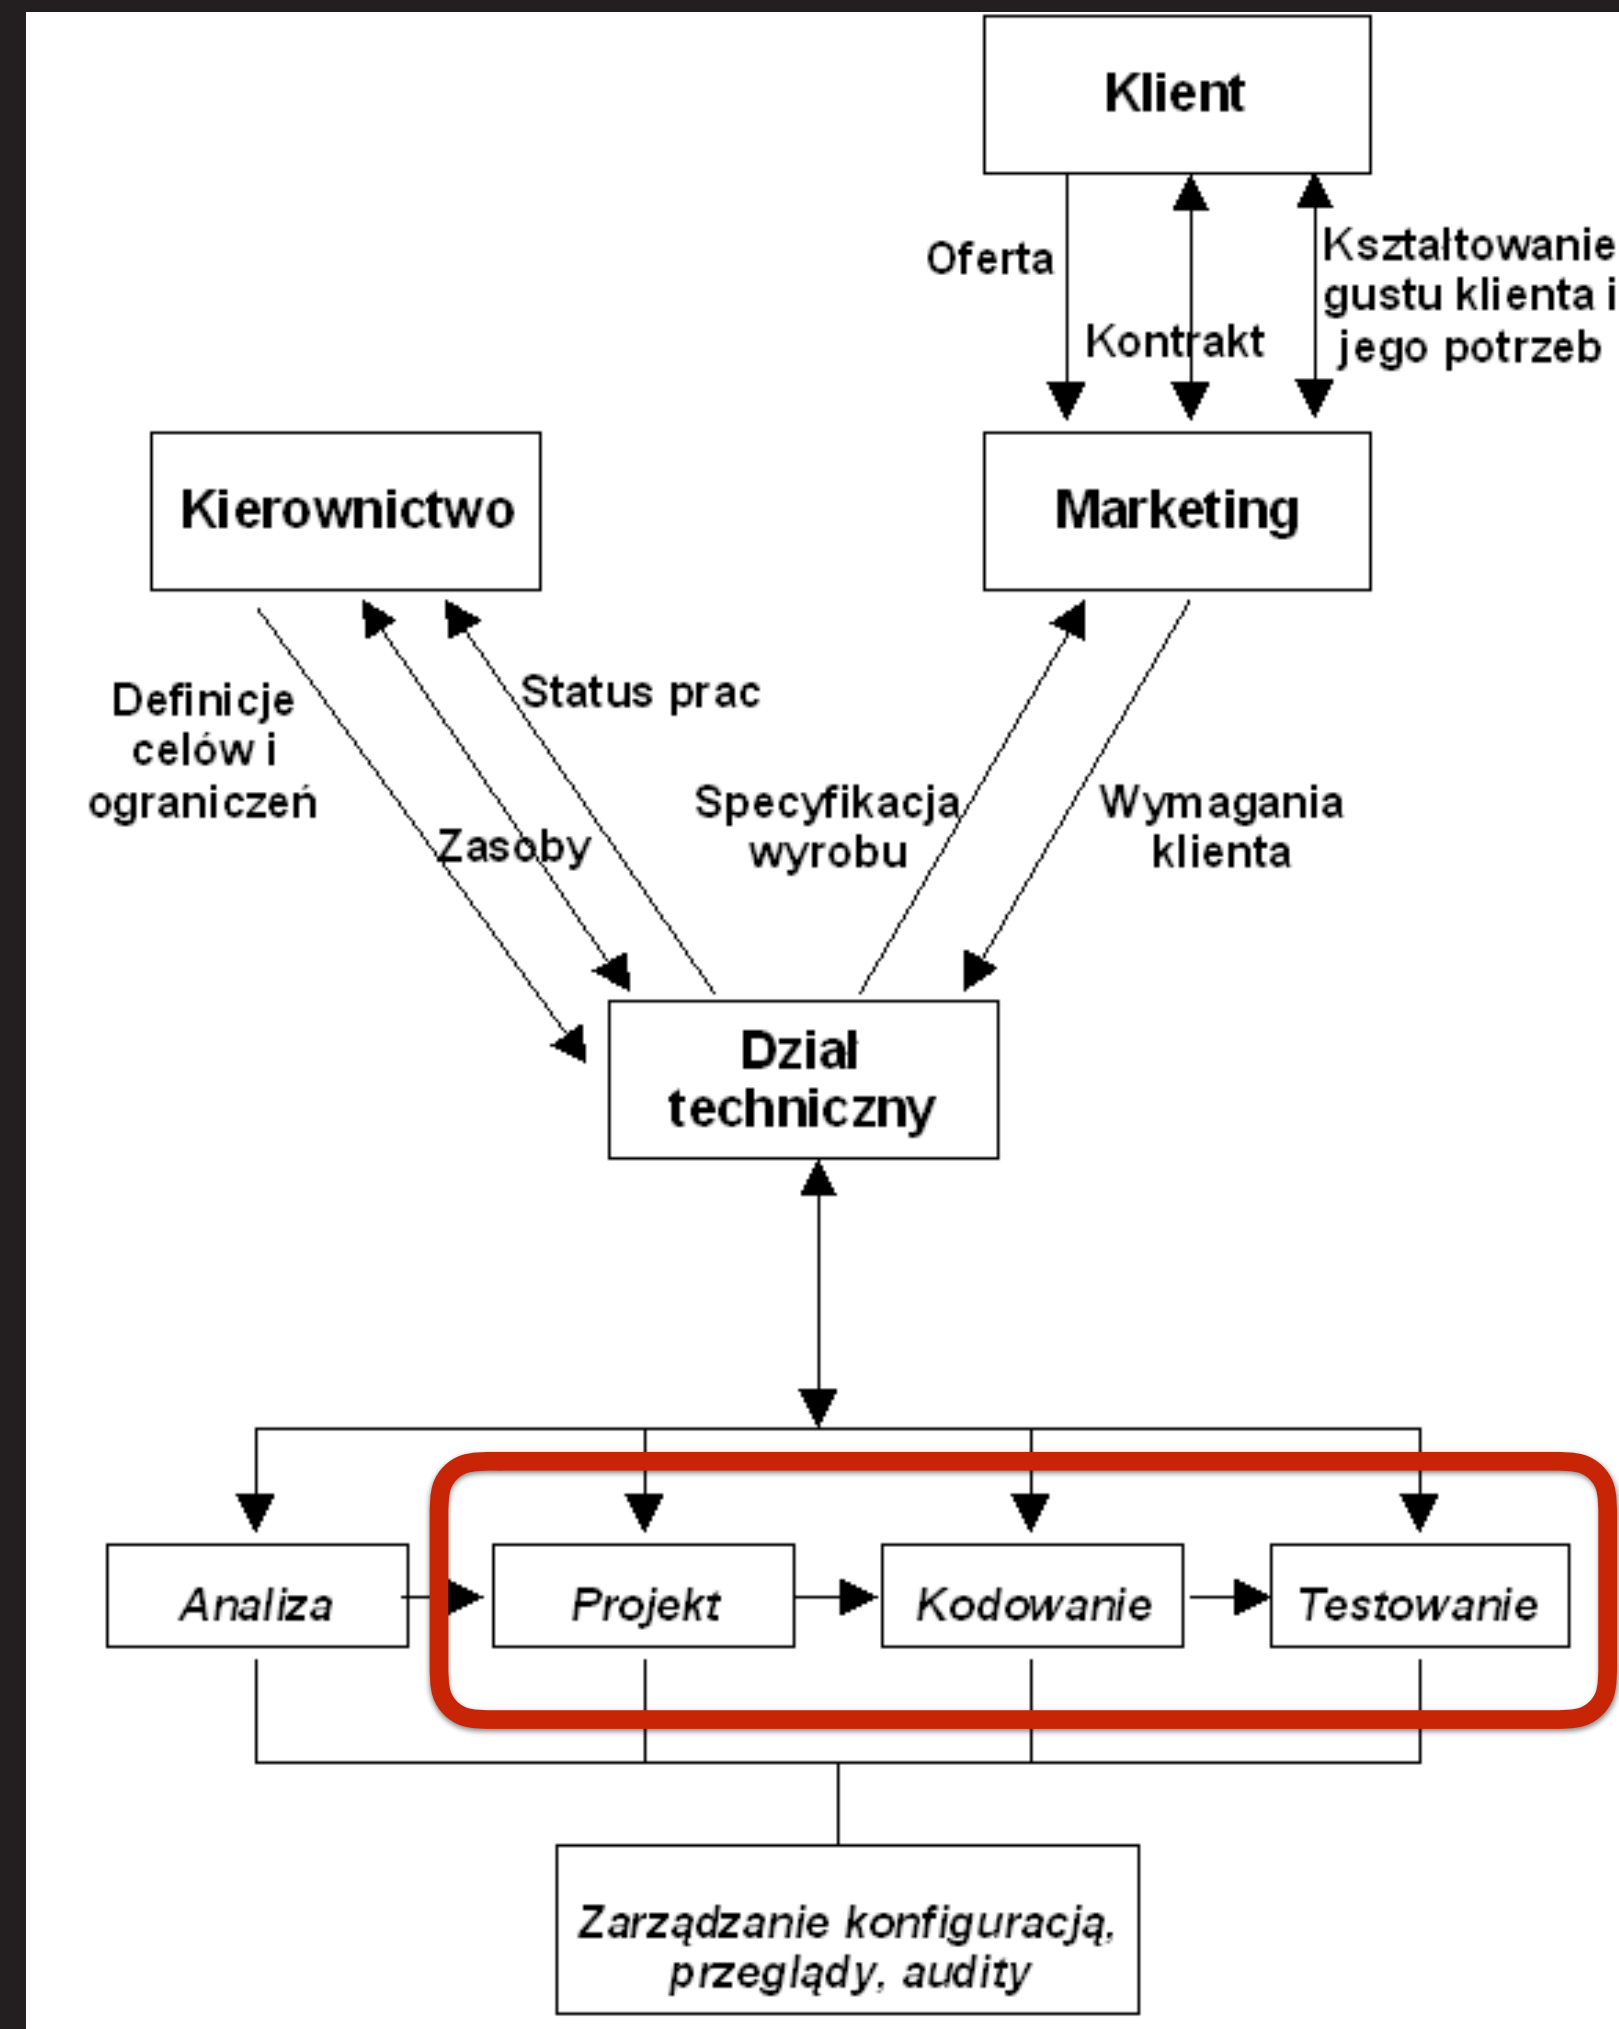 Klient
Oferta
Kontrakt
Kształtowanie
gustu klienta i
jego potrzeb
Kierownictwo
Marketing
Definicje
celów i
ograniczeń
Zasoby
Status prac
Specyfikacja
wyrobu
Wymagania
klienta
Dział
techniczny
Analiza
Projekt
Kodowanie
Testowanie
Zarządzanie konfiguracją,
przeglądy, audity